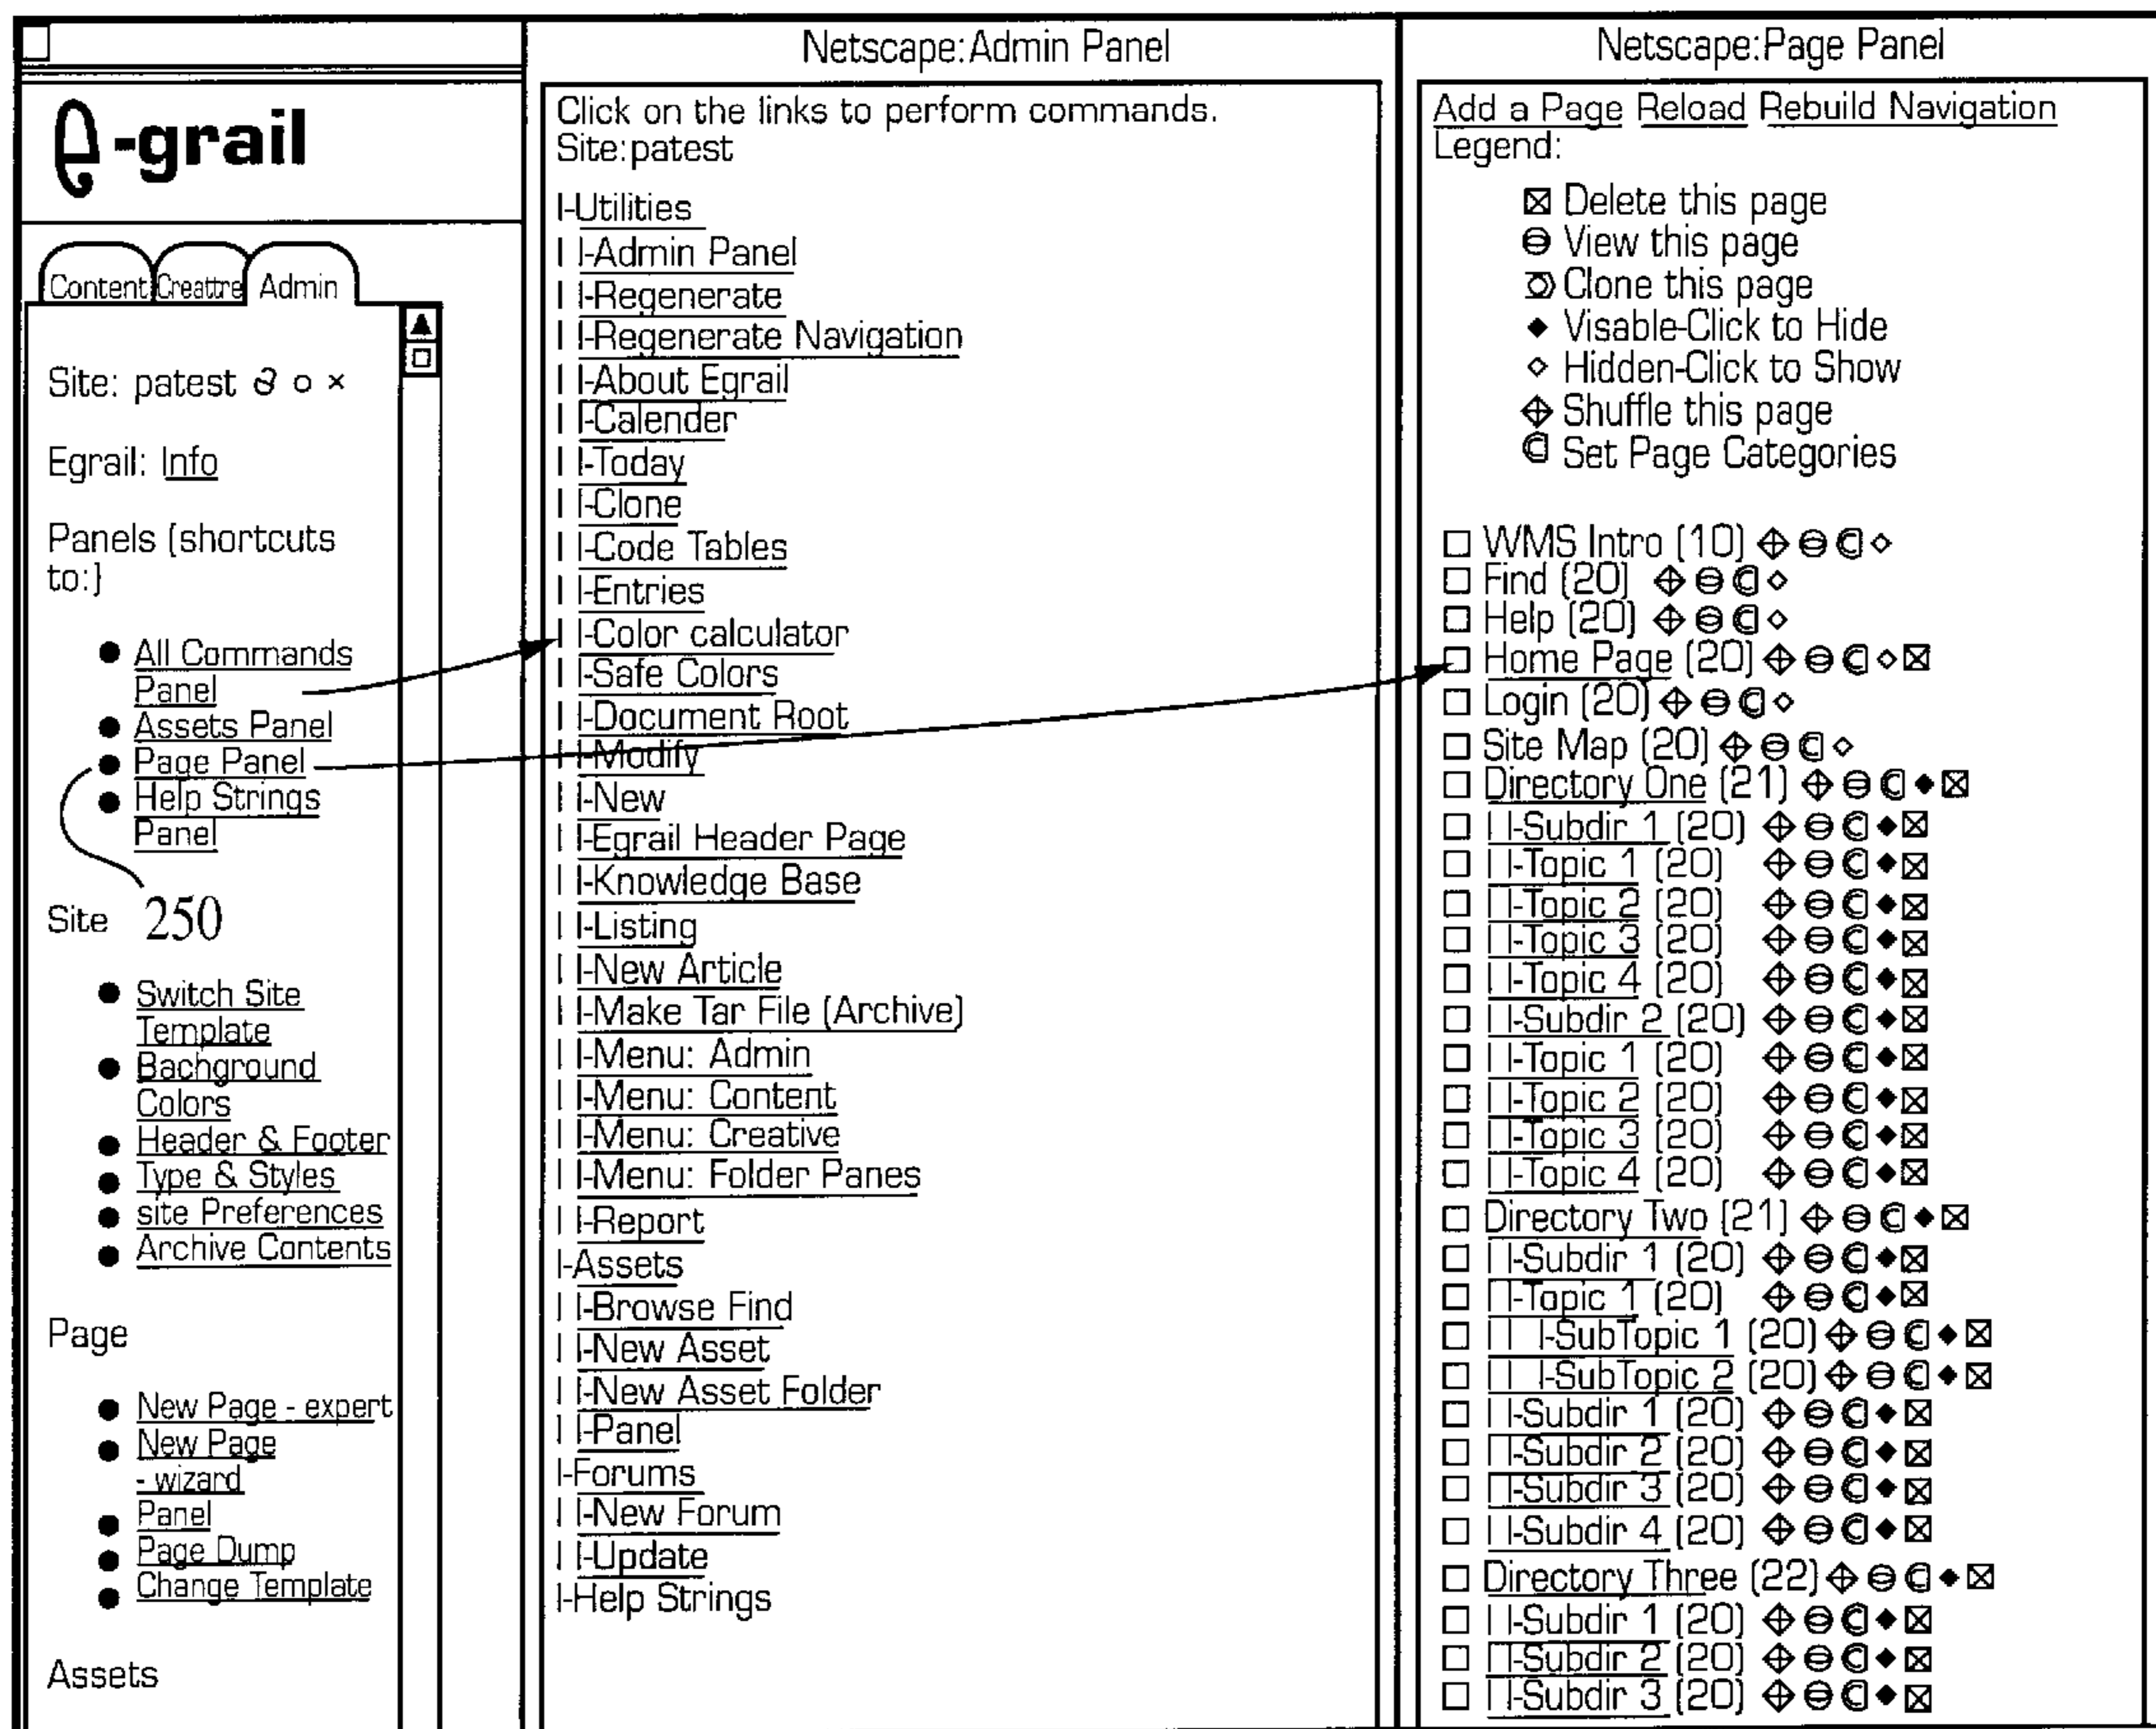 e-grail
Content Creattre Admin
Site: patest
Egrail: Info
Panels (shortcuts
to:)
All Commands
Panel
Assets Panel
Page Panel
Help Strings
Panel
250
Site
Switch Site
Template
Bachground
Colors
Header & Footer
Type & Styles
site Preferences
Archive Contents
Page
New Page - expert
New Page
- wizard
Panel
Page Dump
Change Template
Assets
Netscape:Admin Panel
Click on the links to perform commands.
Site:patest
|-Utilities
| |-Admin Panel
| |-Regenerate
| |-Regenerate Navigation
| |-About Egrail
| |-Calender
| |-Today
| |-Clone
| |-Code Tables
| |-Entries
| |-Color calculator
| |-Safe Colors
| |-Document Root
| |-Modify
| |-New
| |-Egrail Header Page
| |-Knowledge Base
| |-Listing
| |-New Article
| |-Make Tar File (Archive)
| |-Menu: Admin
| |-Menu: Content
| |-Menu: Creative
| |-Menu: Folder Panes
| |-Report
|-Assets
| |-Browse Find
| |-New Asset
| |-New Asset Folder
| |-Panel
|-Forums
| |-New Forum
| |-Update
|-Help Strings
Netscape:Page Panel
Add a Page Reload Rebuild Navigation
Legend:
Delete this page
View this page
Clone this page
Visable-Click to Hide
Hidden-Click to Show
Shuffle this page
Set Page Categories
WMS Intro (10)
Find (20)
Help (20)
Home Page (20)
Login (20)
Site Map (20)
Directory One (21)
| |-Subdir 1 (20)
| |-Topic 1 (20)
| |-Topic 2 (20)
| |-Topic 3 (20)
| |-Topic 4 (20)
| |-Subdir 2 (20)
| |-Topic 1 (20)
| |-Topic 2 (20)
| |-Topic 3 (20)
| |-Topic 4 (20)
Directory Two (21)
| |-Subdir 1 (20)
| |-Topic 1 (20)
| | |-SubTopic 1 (20)
| | |-SubTopic 2 (20)
| |-Subdir 1 (20)
| |-Subdir 2 (20)
| |-Subdir 3 (20)
| |-Subdir 4 (20)
Directory Three (22)
| |-Subdir 1 (20)
| |-Subdir 2 (20)
| |-Subdir 3 (20)